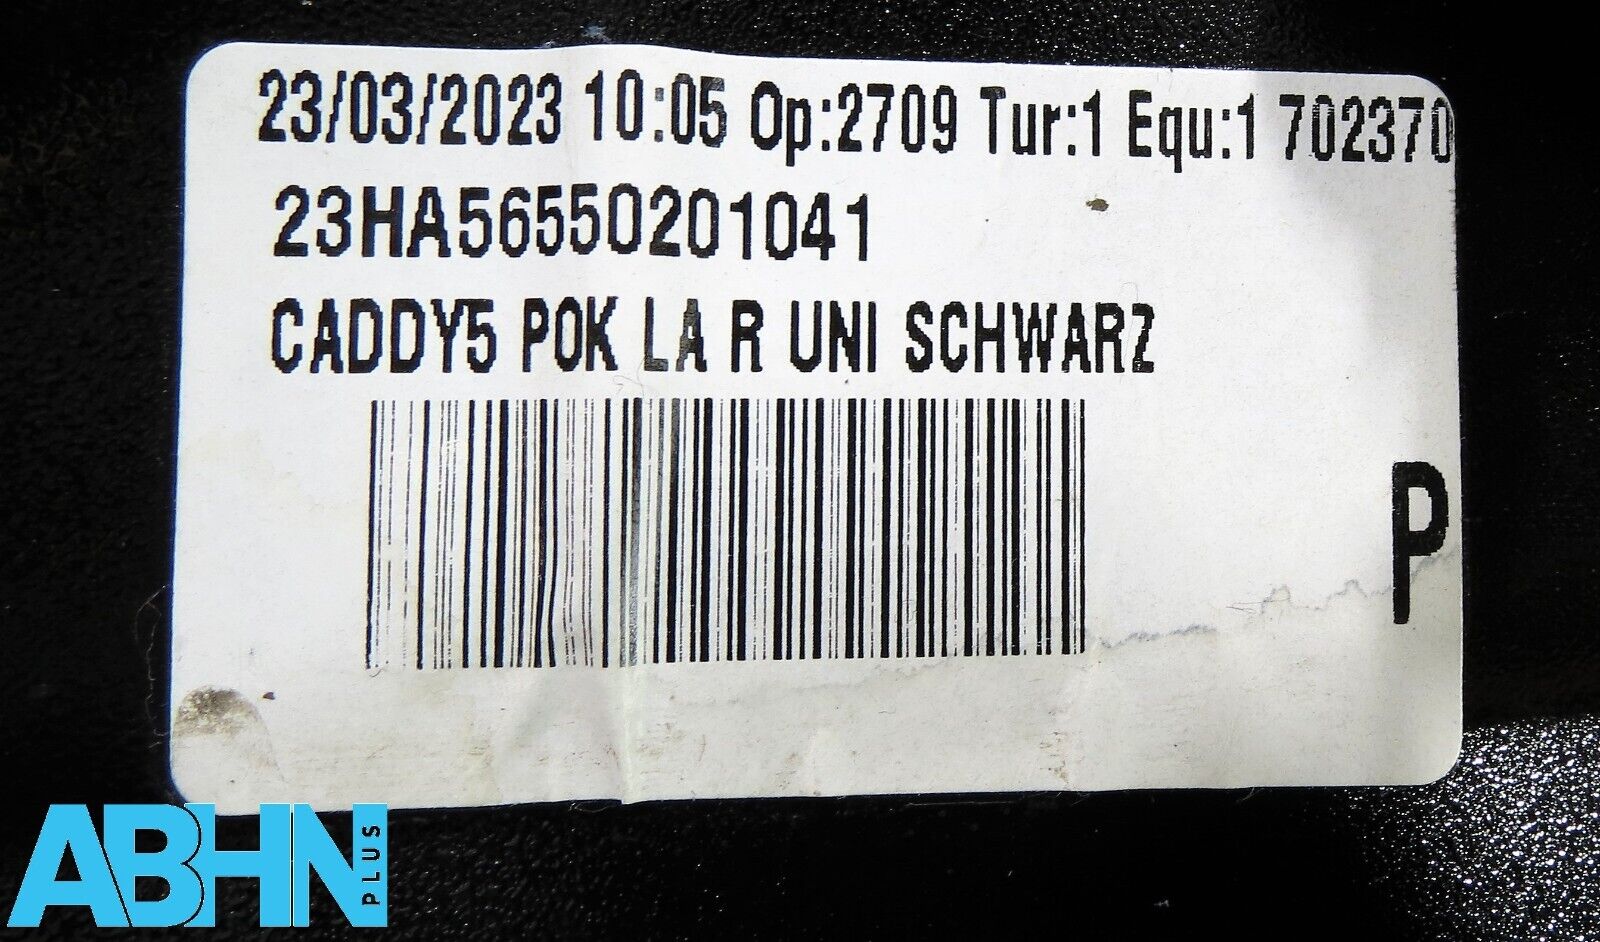 23/03/2023 10:05 Op:2709 Tur:1 Equ:1 702370
23HA56550201041
CADDY5 POK LA R UNI SCHWARZ
P
ABHN PLUS